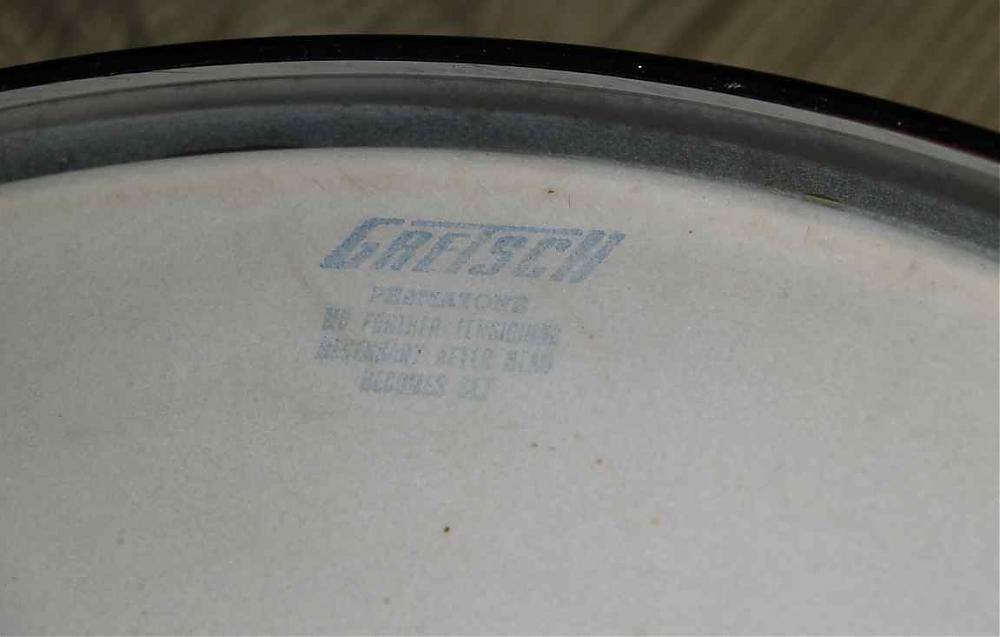 GRETSCH
PERMATONE
NO FURTHER TENSIONING
NECESSARY AFTER HEAD
BECOMES SET